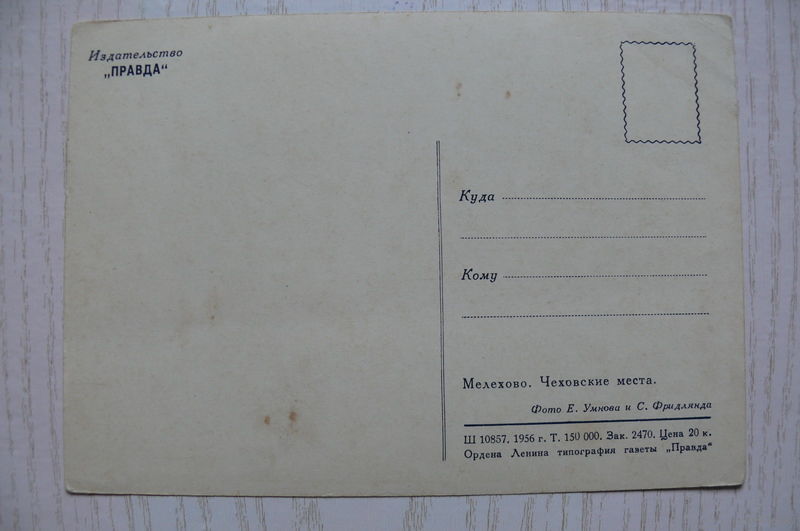 Издательство
„ПРАВДА“
Куда
Кому
Мелехово. Чеховские места.
Фото Е. Умнова и С. Фридлянда
Ш 10857. 1956 г. Т. 150 000. Зак. 2470. Цена 20 к.
Ордена Ленина типография газеты „Правда“